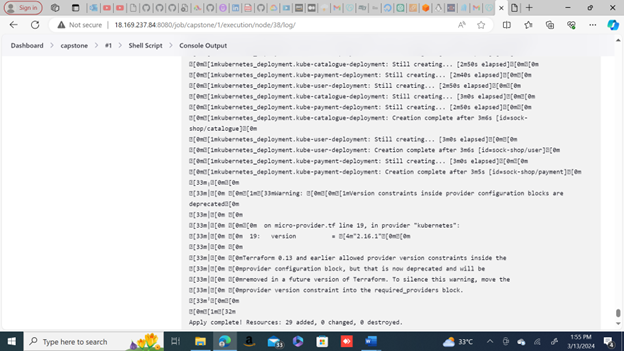 Sign in
Not secure 18.169.237.84:8080/job/capstone/1/execution/node/38/log/
Dashboard > capstone > #1 > Shell Script > Console Output
[0m[1mkubernetes_deployment.kube-catalogue-deployment: Still creating... [2m50s elapsed][0m[0m
[0m[1mkubernetes_deployment.kube-payment-deployment: Still creating... [2m40s elapsed][0m[0m
[0m[1mkubernetes_deployment.kube-user-deployment: Still creating... [2m50s elapsed][0m[0m
[0m[1mkubernetes_deployment.kube-catalogue-deployment: Still creating... [3m0s elapsed][0m[0m
[0m[1mkubernetes_deployment.kube-payment-deployment: Still creating... [2m50s elapsed][0m[0m
[0m[1mkubernetes_deployment.kube-catalogue-deployment: Creation complete after 3m6s [id=sock-
shop/catalogue][0m
[0m[1mkubernetes_deployment.kube-user-deployment: Still creating... [3m0s elapsed][0m[0m
[0m[1mkubernetes_deployment.kube-user-deployment: Creation complete after 3m6s [id=sock-shop/user][0m
[0m[1mkubernetes_deployment.kube-payment-deployment: Still creating... [3m0s elapsed][0m[0m
[0m[1mkubernetes_deployment.kube-payment-deployment: Creation complete after 3m5s [id=sock-shop/payment][0m
[33m╷[0m[0m
[33m│[0m [0m[1m[33mWarning: [0m[0m[1mVersion constraints inside provider configuration blocks are
deprecated[0m
[33m│[0m [0m
[33m│[0m [0m[0m  on micro-provider.tf line 19, in provider "kubernetes":
[33m│[0m [0m  19:   version          = [4m"2.16.1"[0m[0m
[33m│[0m [0m
[33m│[0m [0mTerraform 0.13 and earlier allowed provider version constraints inside the
[33m│[0m [0mprovider configuration block, but that is now deprecated and will be
[33m│[0m [0mremoved in a future version of Terraform. To silence this warning, move the
[33m│[0m [0mprovider version constraint into the required_providers block.
[33m╵[0m[0m
[0m[1m[32m
Apply complete! Resources: 29 added, 0 changed, 0 destroyed.
Type here to search
33°C
1:55 PM
3/13/2024